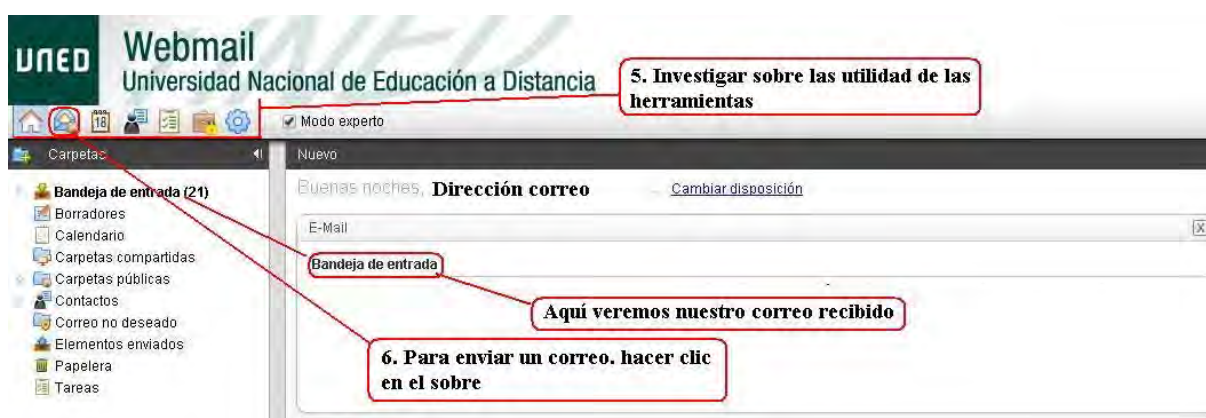 UNED
Webmail
Universidad Nacional de Educación a Distancia
5. Investigar sobre las utilidad de las
herramientas
18
Modo experto
Carpetas
Nuevo
Bandeja de entrada (21)
Borradores
Calendario
Carpetas compartidas
Carpetas públicas
Contactos
Correo no deseado
Elementos enviados
Papelera
Tareas
Buenas noches, Dirección correo
Cambiar disposición
E-Mail
X
Bandeja de entrada
Aquí veremos nuestro correo recibido
6. Para enviar un correo. hacer clic
en el sobre